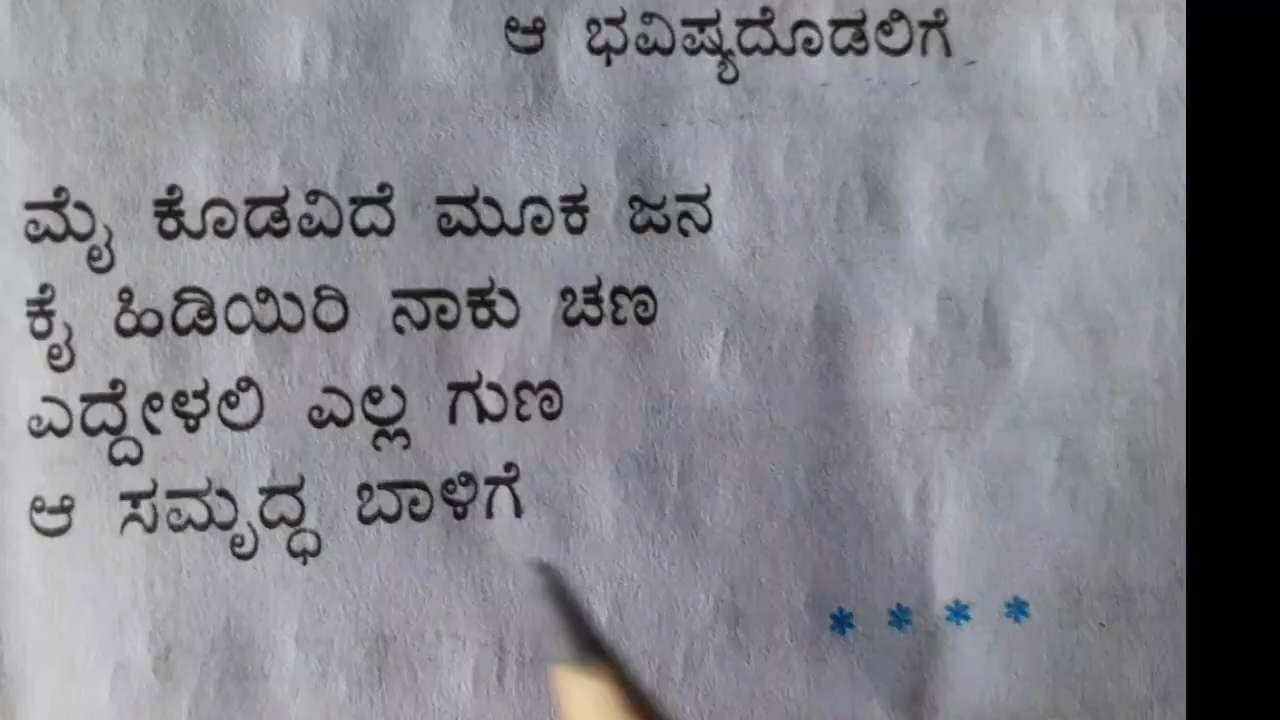 ಆ ಭವಿಷ್ಯದೊಡಲಿಗೆ
ಮೈ ಕೊಡವಿದೆ ಮೂಕ ಜನ
ಕೈ ಹಿಡಿಯಿರಿ ನಾಕು ಚಣ
ಎದ್ದೇಳಲಿ ಎಲ್ಲ ಗುಣ
ಆ ಸಮೃದ್ಧ ಬಾಳಿಗೆ
* * * *